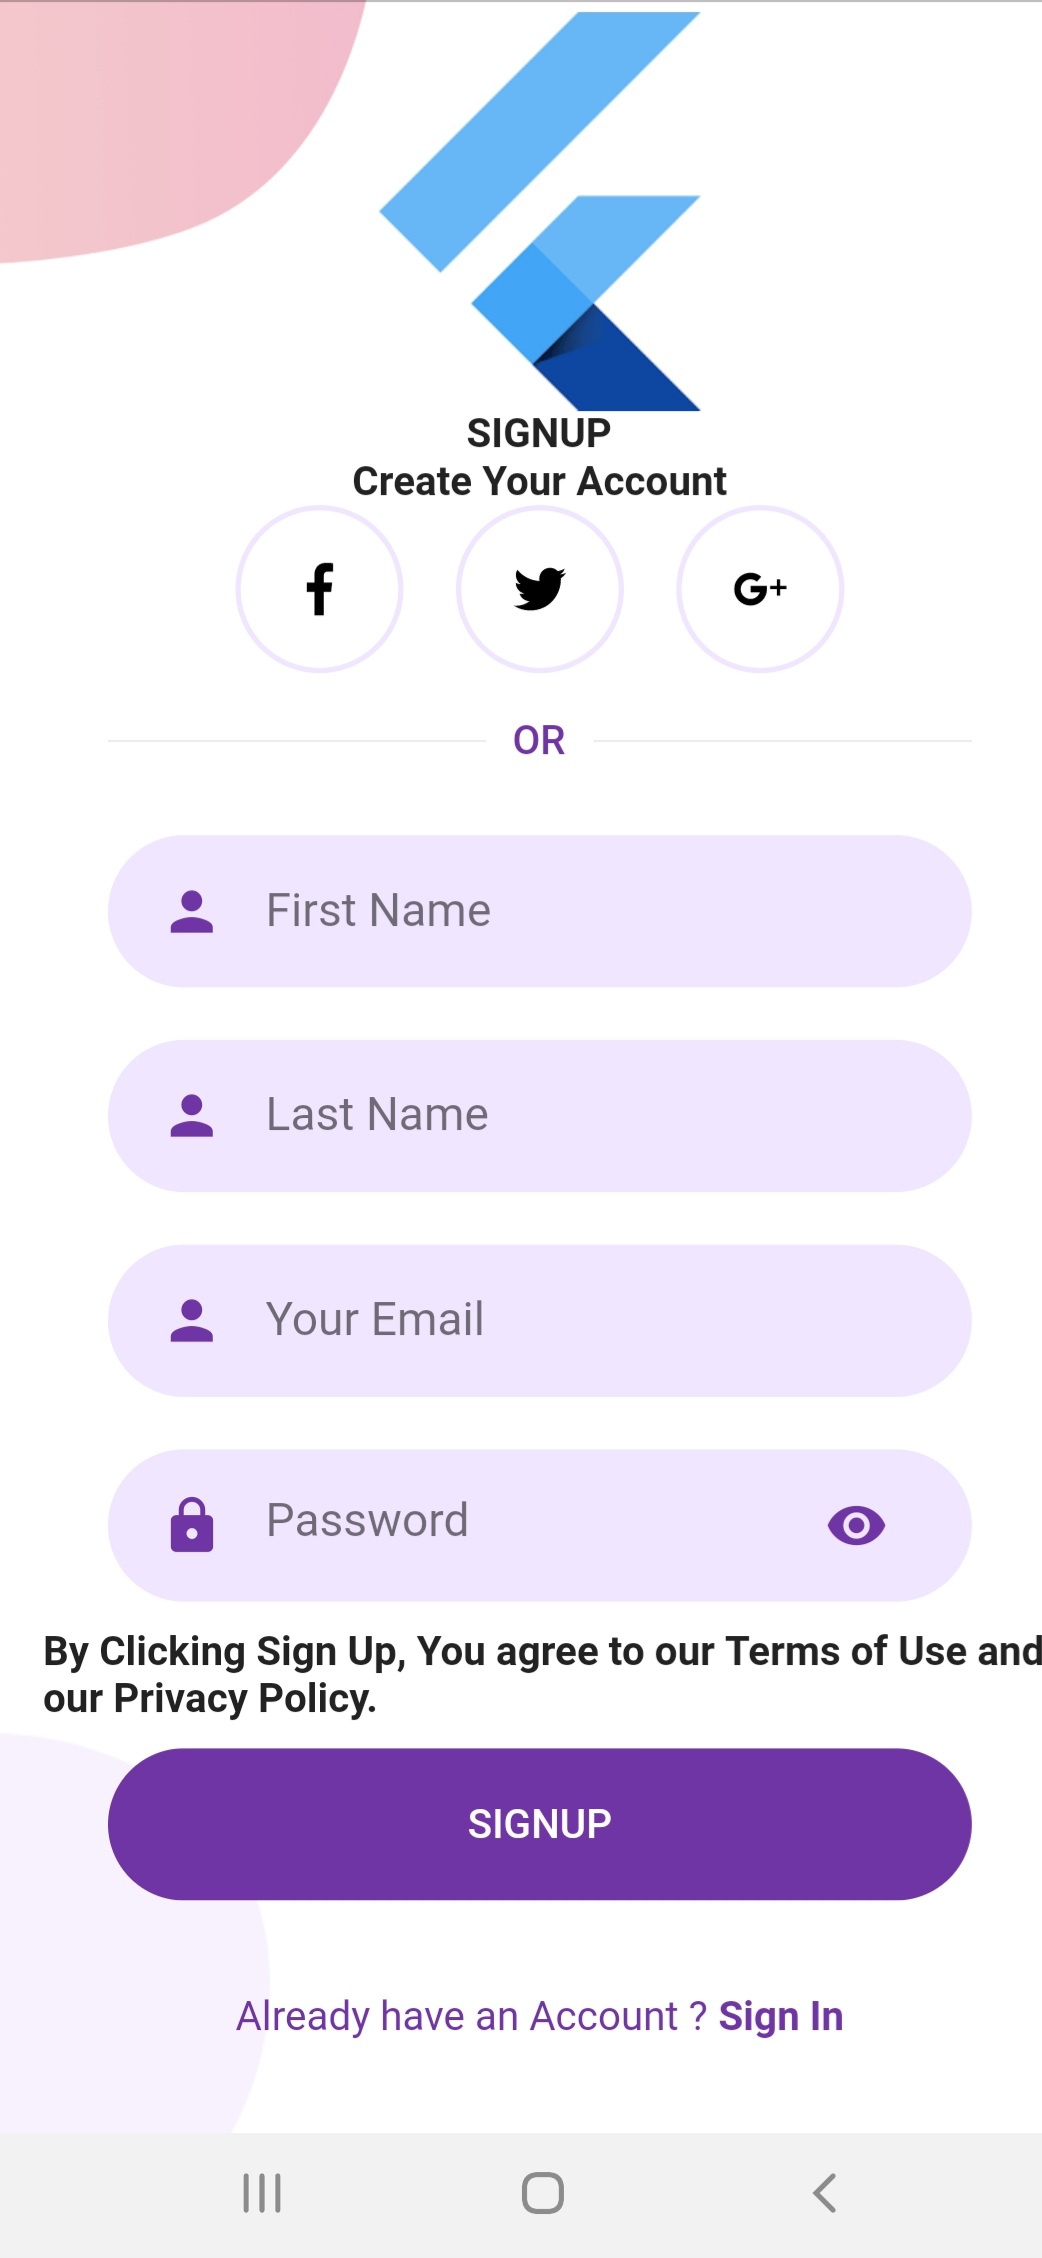 SIGNUP
Create Your Account
G+
OR
First Name
Last Name
Your Email
Password
By Clicking Sign Up, You agree to our Terms of Use and
our Privacy Policy.
SIGNUP
Already have an Account ? Sign In